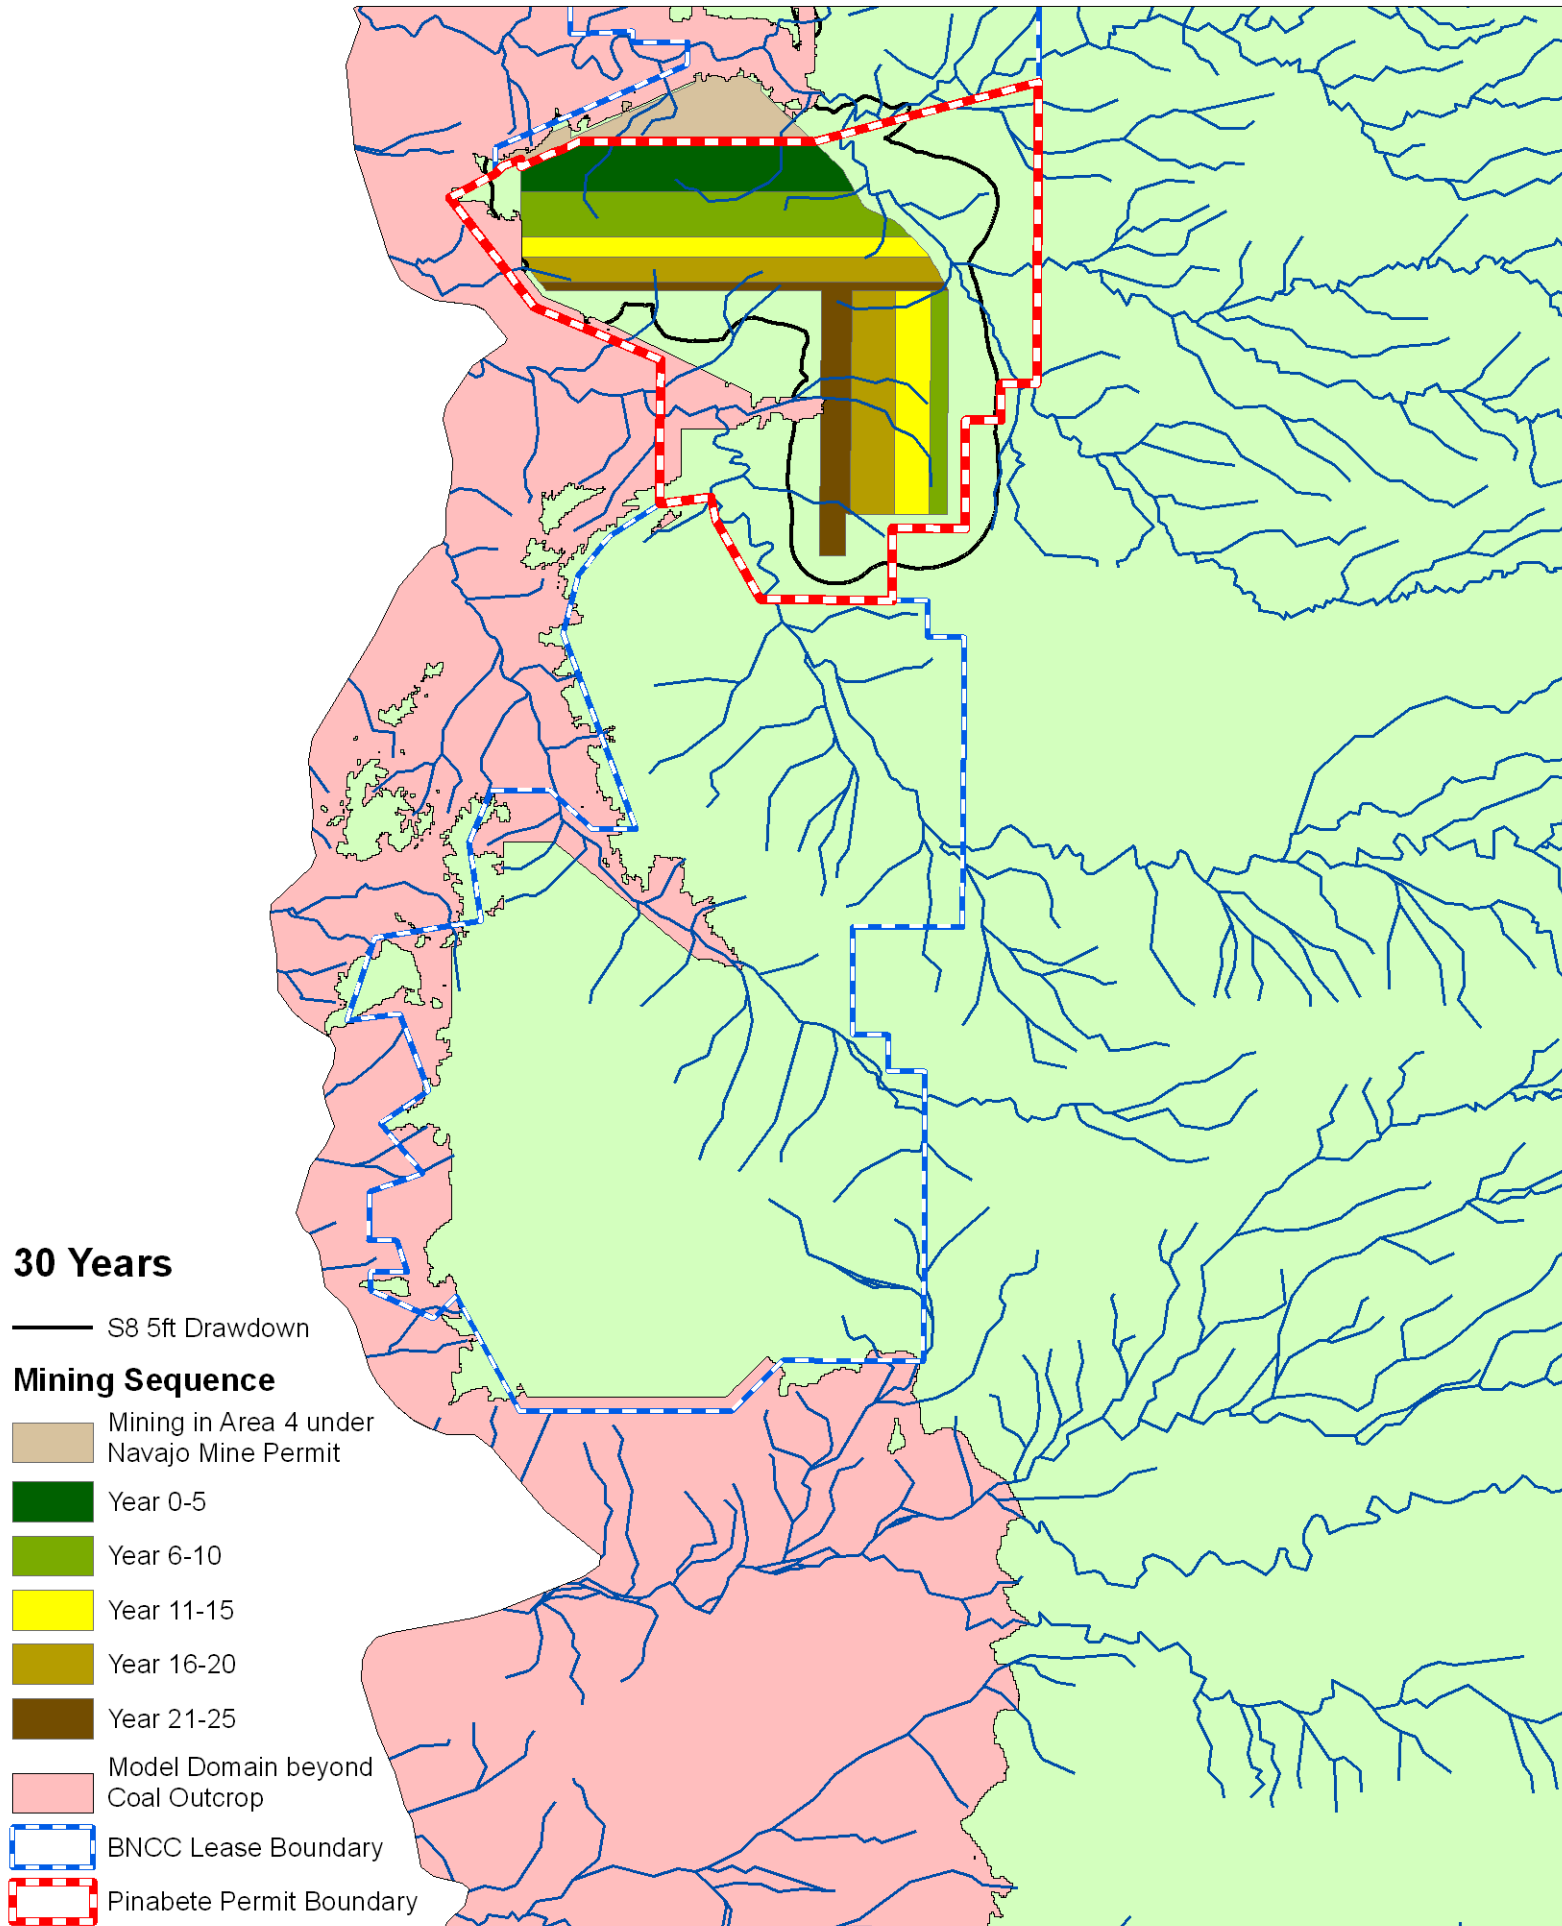 30 Years
S8 5ft Drawdown
Mining Sequence
Mining in Area 4 under
Navajo Mine Permit
Year 0-5
Year 6-10
Year 11-15
Year 16-20
Year 21-25
Model Domain beyond
Coal Outcrop
BNCC Lease Boundary
Pinabete Permit Boundary